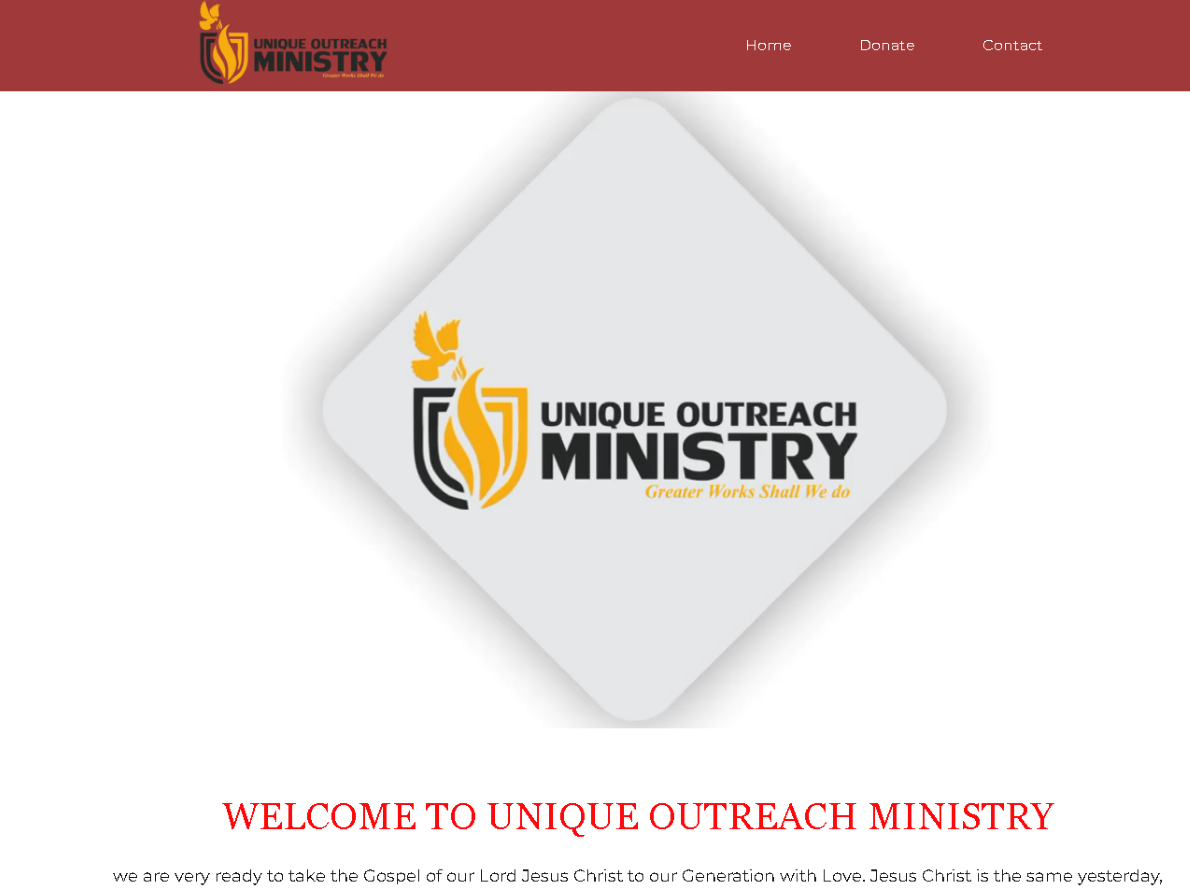 UNIQUE OUTREACH
MINISTRY
Greater Works Shall We do
Home
Donate
Contact
UNIQUE OUTREACH
MINISTRY
Greater Works Shall We do
WELCOME TO UNIQUE OUTREACH MINISTRY
we are very ready to take the Gospel of our Lord Jesus Christ to our Generation with Love. Jesus Christ is the same yesterday,